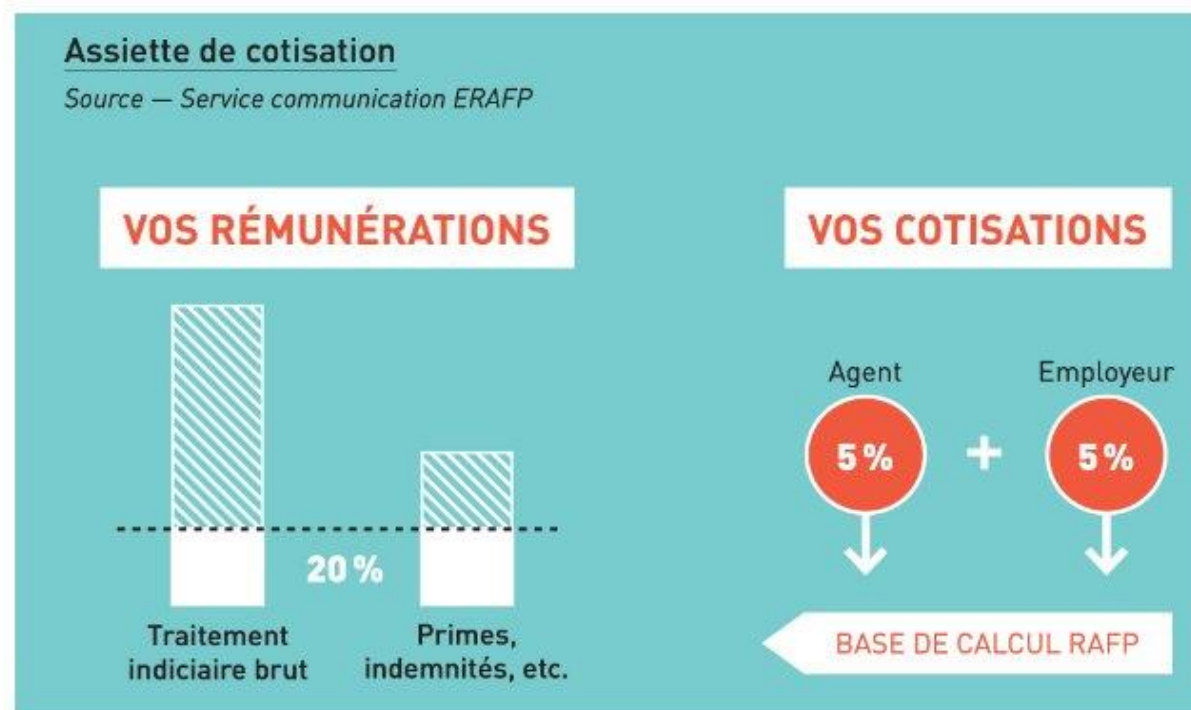 Assiette de cotisation
Source — Service communication ERAFP
VOS RÉMUNÉRATIONS
20 %
Traitement
indiciaire brut
Primes,
indemnités, etc.
VOS COTISATIONS
Agent
Employeur
5 %
+
5 %
BASE DE CALCUL RAFP